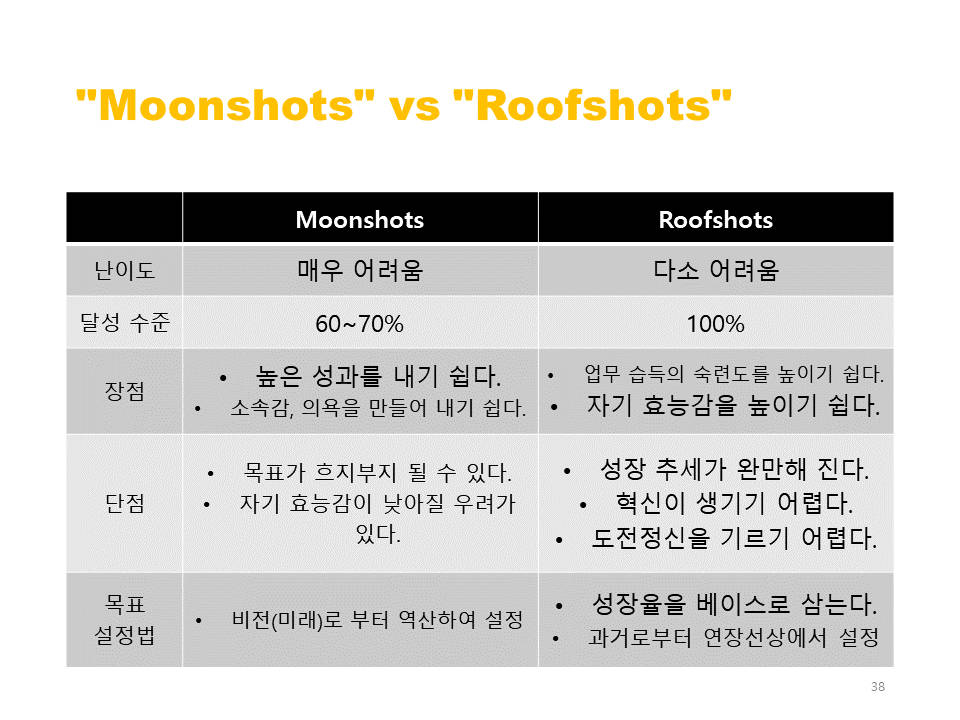 "Moonshots" vs "Roofshots"
Moonshots
Roofshots
난이도
매우 어려움
다소 어려움
달성 수준
60~70%
100%
장점
• 높은 성과를 내기 쉽다.
• 소속감, 의욕을 만들어 내기 쉽다.
• 업무 습득의 숙련도를 높이기 쉽다.
• 자기 효능감을 높이기 쉽다.
단점
• 목표가 흐지부지 될 수 있다.
• 자기 효능감이 낮아질 우려가
있다.
• 성장 추세가 완만해 진다.
• 혁신이 생기기 어렵다.
• 도전정신을 기르기 어렵다.
목표
설정법
• 비전(미래)로 부터 역산하여 설정
• 성장율을 베이스로 삼는다.
• 과거로부터 연장선상에서 설정
38